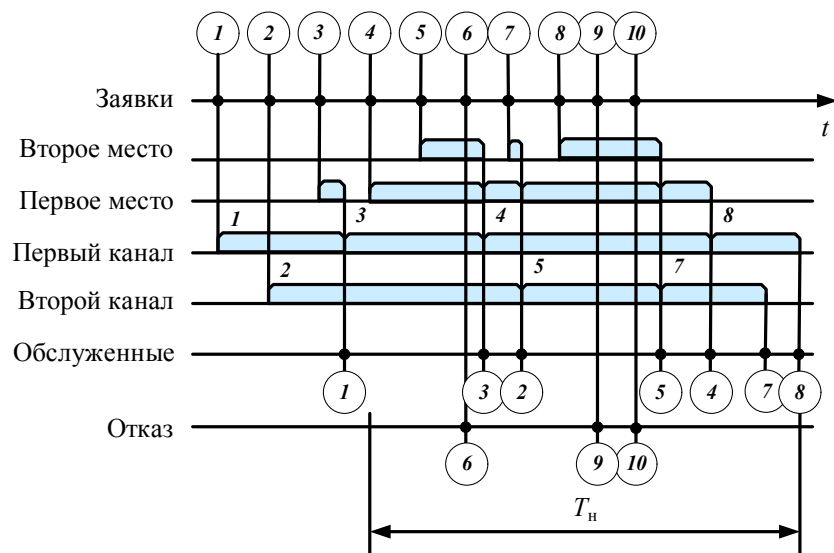 1 2 3 4 5 6 7 8 9 10
Заявки
t
Второе место
Первое место
1 3 4 8
Первый канал
2 5 7
Второй канал
Обслуженные
1 3 2 5 4 7 8
Отказ
6 9 10
Tн